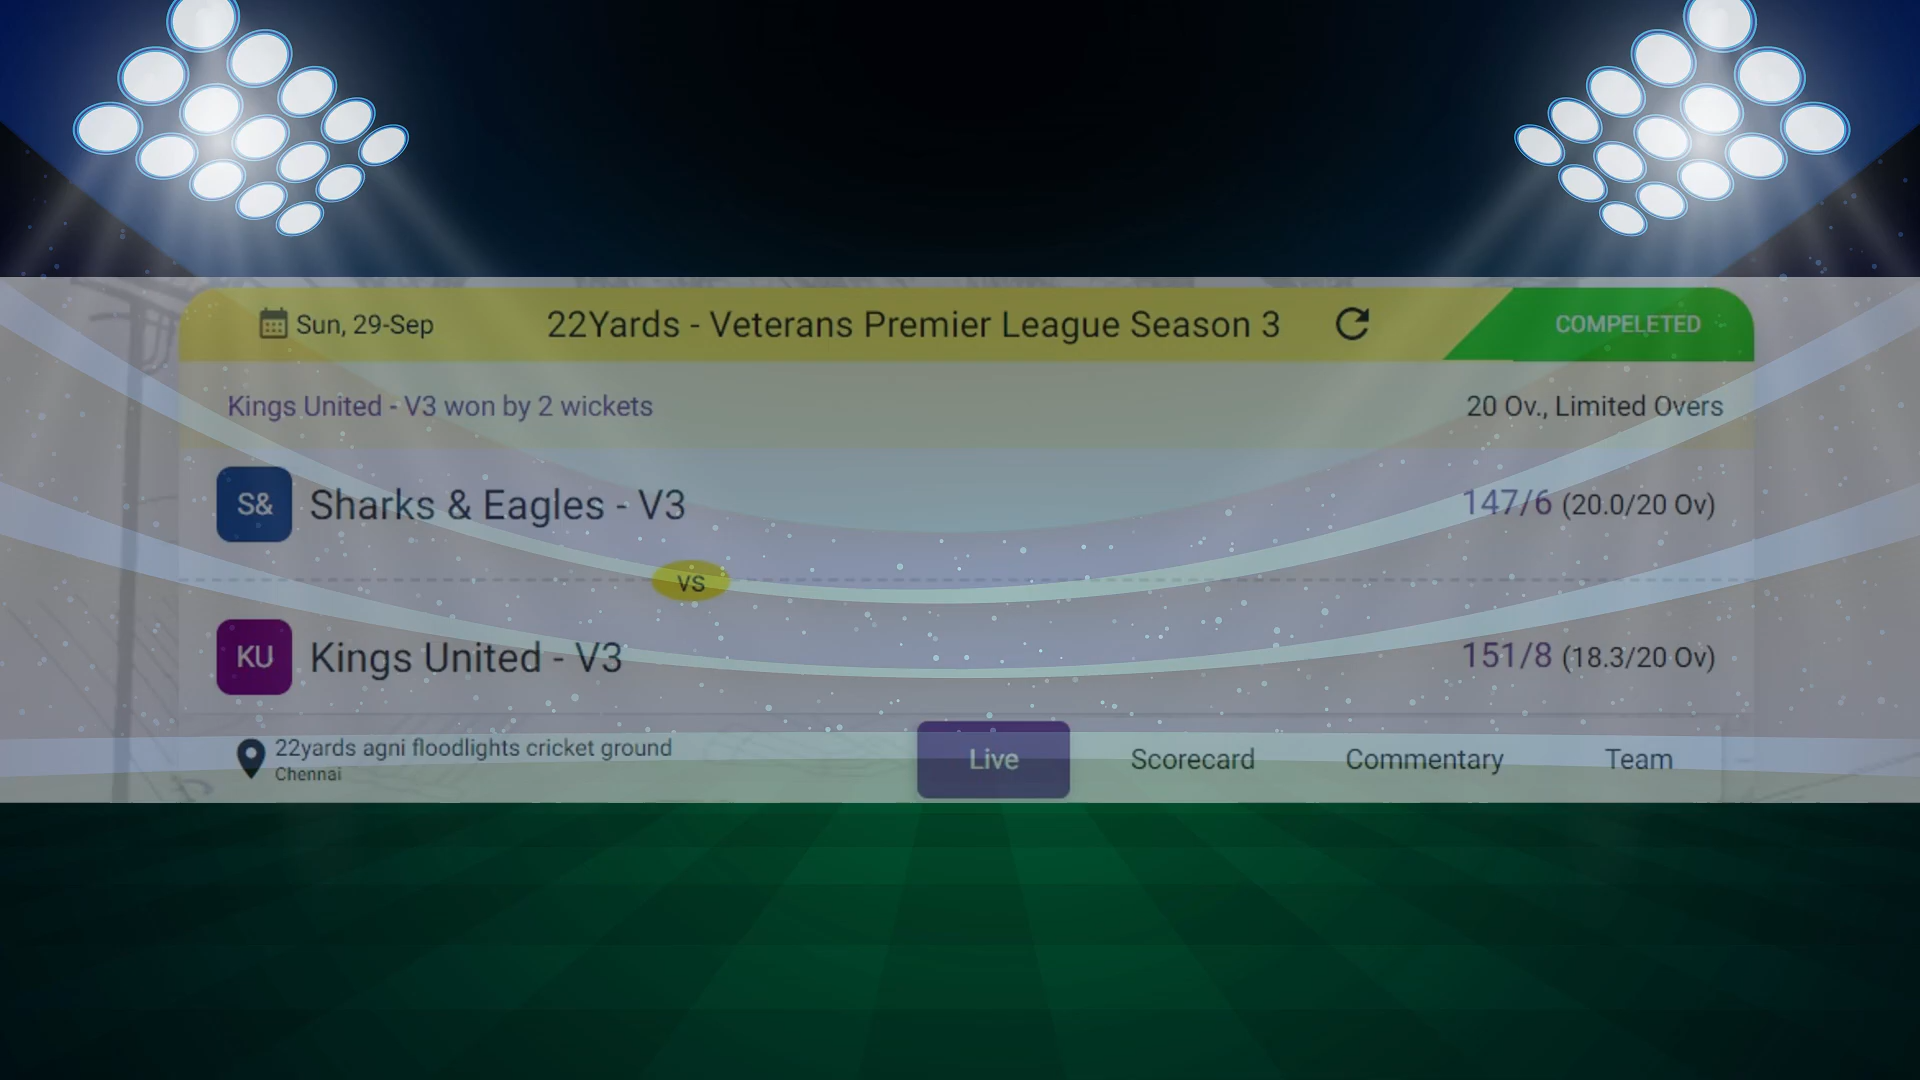 Sun, 29-Sep
22Yards - Veterans Premier League Season 3
COMPELETED
Kings United - V3 won by 2 wickets
20 Ov., Limited Overs
S&
Sharks & Eagles - V3
147/6 (20.0/20 Ov)
VS
KU
Kings United - V3
151/8 (18.3/20 Ov)
22yards agni floodlights cricket ground
Chennai
Live
Scorecard
Commentary
Team